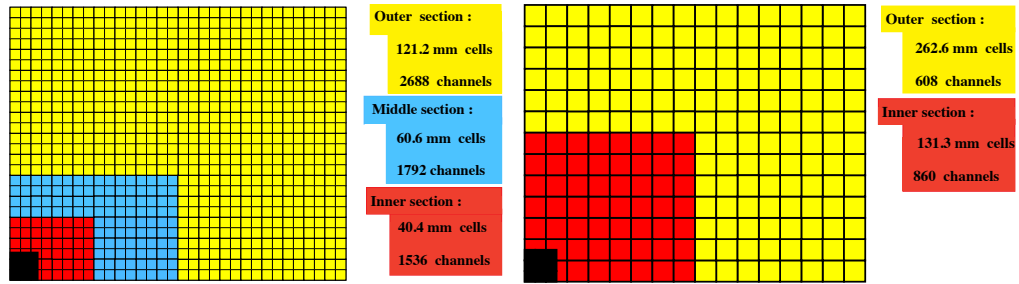 Outer section :
121.2 mm cells
2688 channels
Middle section :
60.6 mm cells
1792 channels
Inner section :
40.4 mm cells
1536 channels
Outer section :
262.6 mm cells
608 channels
Inner section :
131.3 mm cells
860 channels